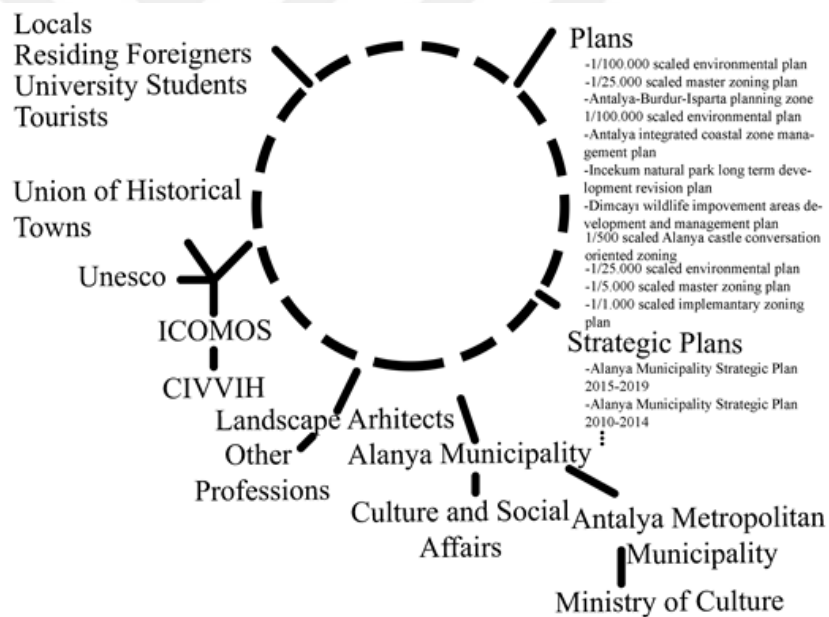 Locals
Residing Foreigners
University Students
Tourists
Union of Historical
Towns
Unesco
ICOMOS
CIVVIH
Landscape Arhitects
Other
Professions
Alanya Municipality
Culture and Social
Affairs
Antalya Metropolitan
Municipality
Ministry of Culture
Plans
-1/100.000 scaled environmental plan
-1/25.000 scaled master zoning plan
-Antalya-Burdur-Isparta planning zone
1/100.000 scaled environmental plan
-Antalya integrated coastal zone mana-
gement plan
-Incekum natural park long term deve-
lopment revision plan
-Dimcayı wildlife impovement areas de-
velopment and management plan
1/500 scaled Alanya castle conversation
oriented zoning
-1/25.000 scaled environmental plan
-1/5.000 scaled master zoning plan
-1/1.000 scaled implemantary zoning
plan
Strategic Plans
-Alanya Municipality Strategic Plan
2015-2019
-Alanya Municipality Strategic Plan
2010-2014